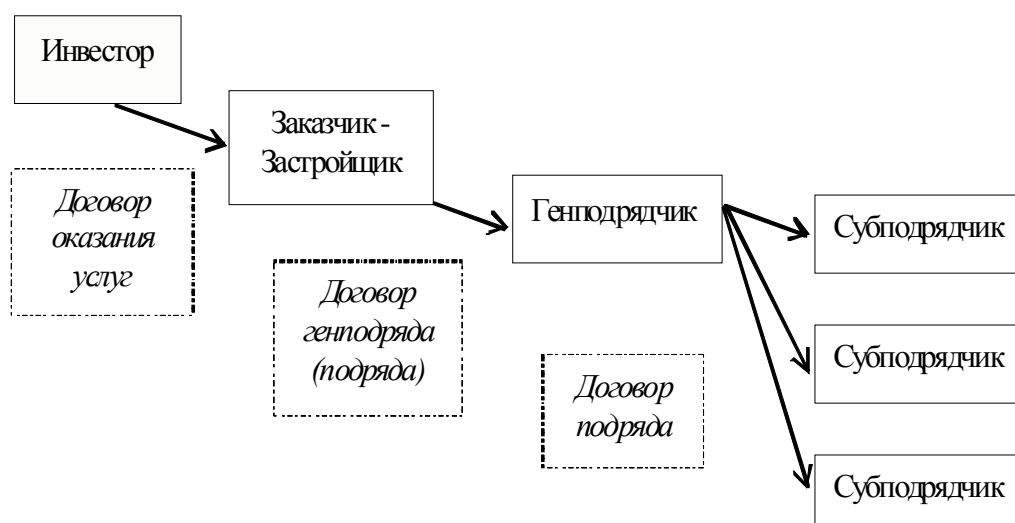 Инвестор
Заказчик -
Застройщик
Договор
оказания
услуг
Генподрядчик
Субподрядчик
Договор
генподряда
(подряда)
Субподрядчик
Договор
подряда
Субподрядчик